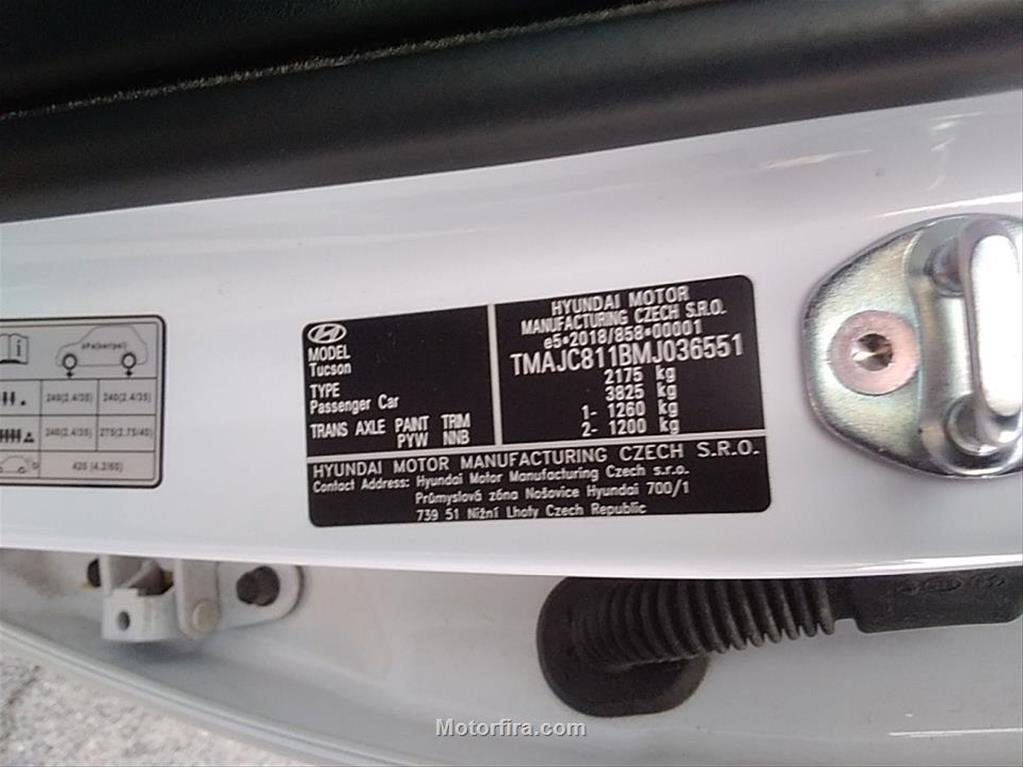 kPa(bar/psi)
240(2.4/35) 240(2.4/35)
240(2.4/35) 275(2.75/40)
420 (4.2/60)
MODEL
Tucson
TYPE
Passenger Car
TRANS AXLE PAINT TRIM
PYW NNB
HYUNDAI MOTOR
MANUFACTURING CZECH S.R.O.
e5*2018/858*00001
TMAJC811BMJ036551
2175 kg
3825 kg
1- 1260 kg
2- 1200 kg
HYUNDAI MOTOR MANUFACTURING CZECH S.R.O.
Contact Address: Hyundai Motor Manufacturing Czech s.r.o.
Průmyslová zóna Nošovice Hyundai 700/1
739 51 Nižní Lhoty Czech Republic
Motorfira.com